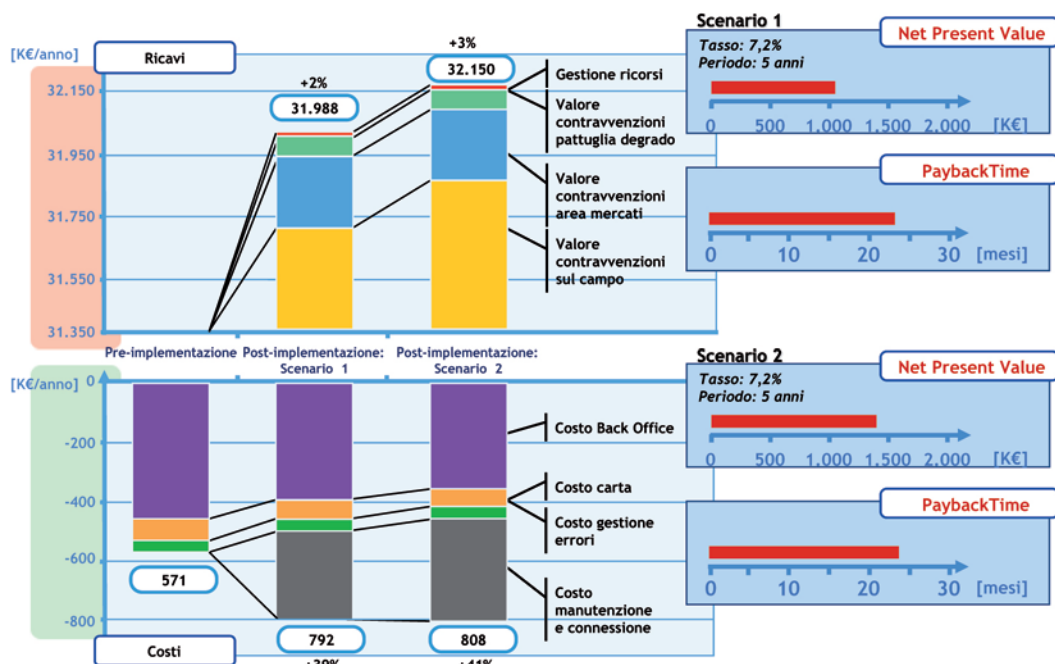 [K€/anno]
Ricavi
+2%
+3%
31.988
32.150
32.150
31.950
31.750
31.550
31.350
Gestione ricorsi
Valore
contravvenzioni
pattuglia degrado
Valore
contravvenzioni
area mercati
Valore
contravvenzioni
sul campo
Pre-implementazione
Post-implementazione:
Scenario 1
Post-implementazione:
Scenario 2
[K€/anno]
0
-200
-400
-600
-800
571
792
808
+41%
Costi
Costo Back Office
Costo carta
Costo gestione
errori
Costo
manutenzione
e connessione
Scenario 1
Net Present Value
Tasso: 7,2%
Periodo: 5 anni
0 500 1.000 1.500 2.000 [K€]
PaybackTime
0 10 20 30 [mesi]
Scenario 2
Net Present Value
Tasso: 7,2%
Periodo: 5 anni
0 500 1.000 1.500 2.000 [K€]
PaybackTime
0 10 20 30 [mesi]